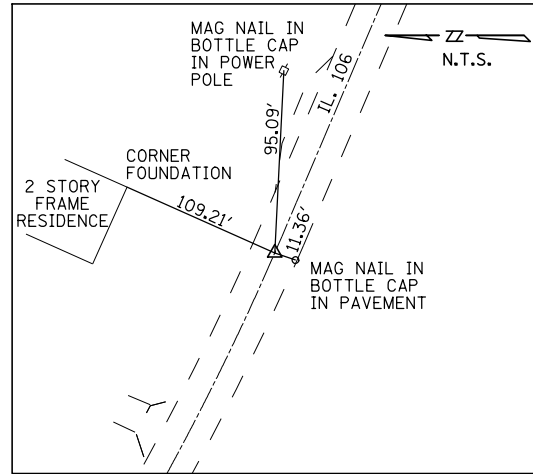 MAG NAIL IN
BOTTLE CAP
IN POWER
POLE
N.T.S.
IL. 106
95.09'
CORNER
FOUNDATION
109.21'
2 STORY
FRAME
RESIDENCE
11.36'
MAG NAIL IN
BOTTLE CAP
IN PAVEMENT